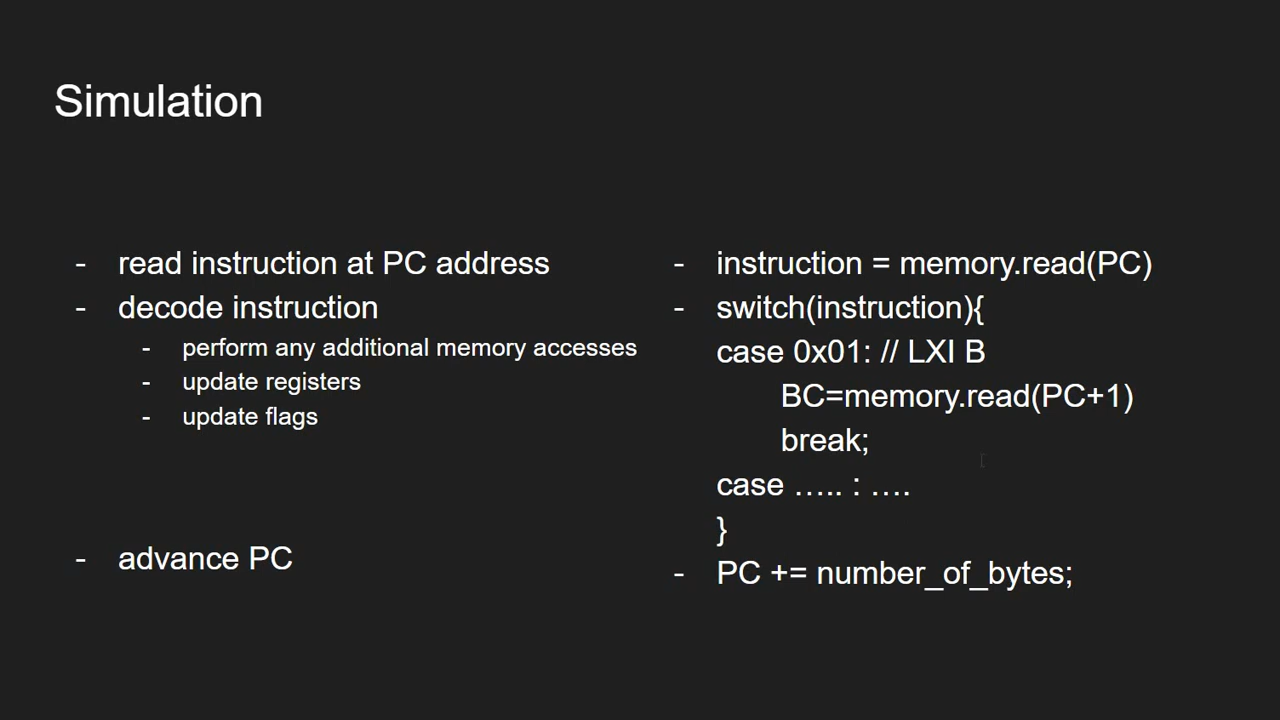 Simulation
- read instruction at PC address
- decode instruction
- perform any additional memory accesses
- update registers
- update flags
- advance PC
- instruction = memory.read(PC)
- switch(instruction){
case 0x01: // LXI B
BC=memory.read(PC+1)
break;
case ….. : ….
}
- PC += number_of_bytes;